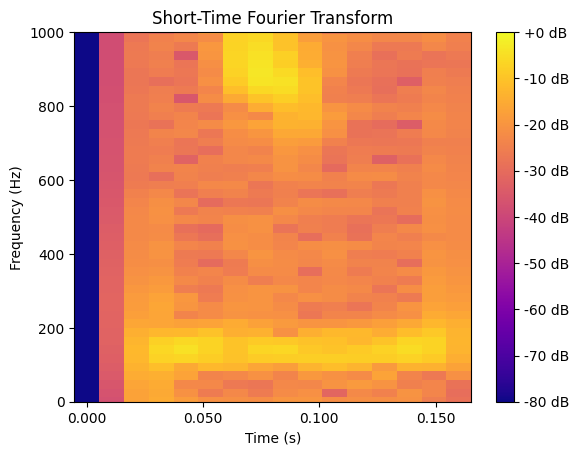 Short-Time Fourier Transform
Frequency (Hz)
1000
800
600
400
200
0
0.000
0.050
0.100
0.150
Time (s)
+0 dB
-10 dB
-20 dB
-30 dB
-40 dB
-50 dB
-60 dB
-70 dB
-80 dB